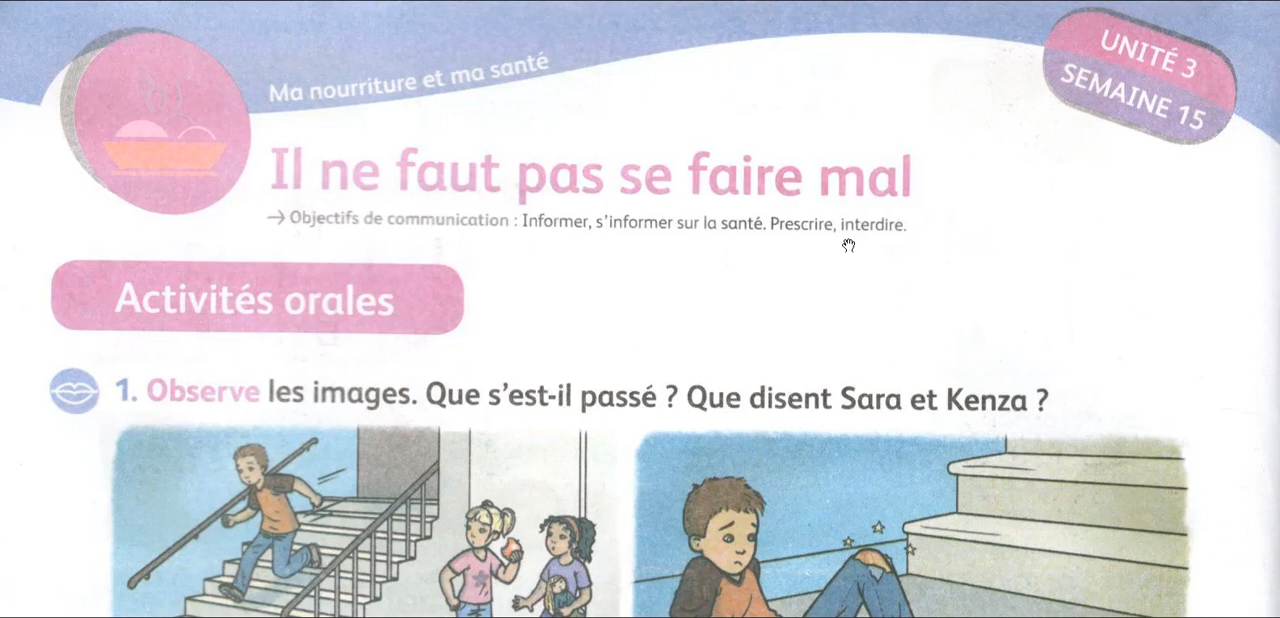 Ma nourriture et ma santé
UNITÉ 3
SEMAINE 15
Il ne faut pas se faire mal
→ Objectifs de communication : Informer, s'informer sur la santé. Prescrire, interdire.
Activités orales
1. Observe les images. Que s'est-il passé ? Que disent Sara et Kenza ?